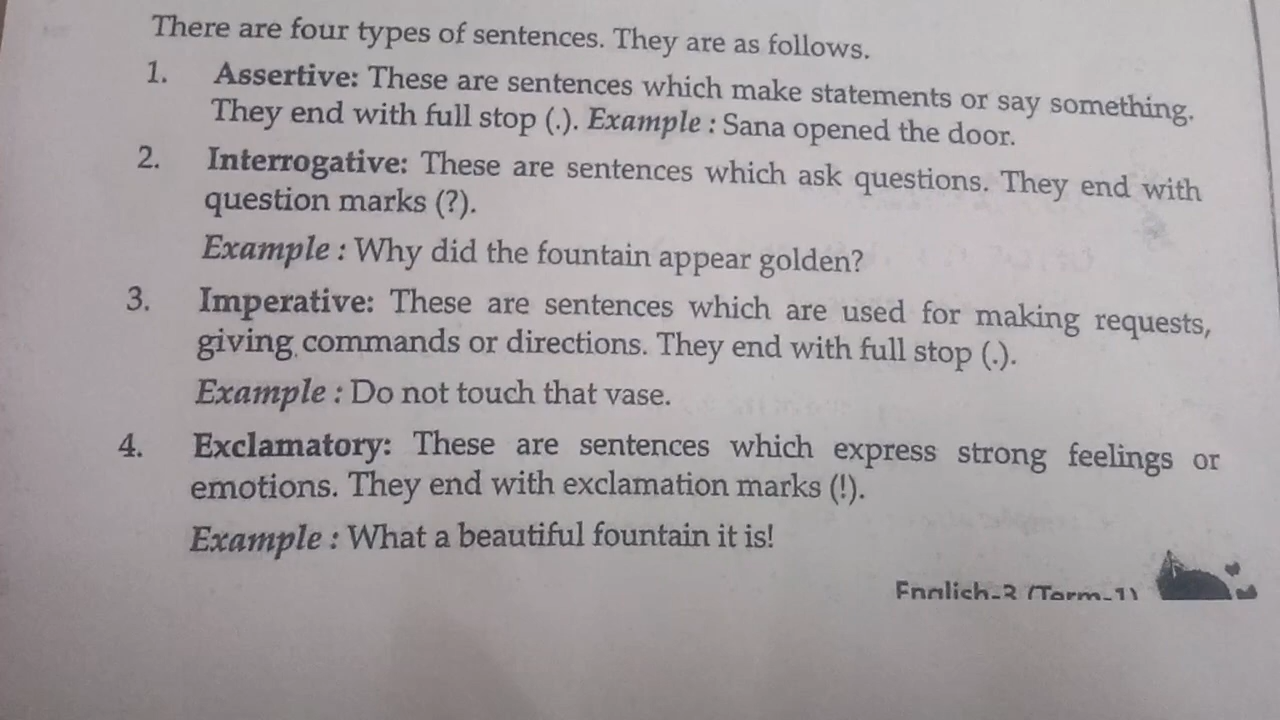 There are four types of sentences. They are as follows.
1. Assertive: These are sentences which make statements or say something.
They end with full stop (.). Example : Sana opened the door.
2. Interrogative: These are sentences which ask questions. They end with
question marks (?).
Example : Why did the fountain appear golden?
3. Imperative: These are sentences which are used for making requests,
giving commands or directions. They end with full stop (.).
Example : Do not touch that vase.
4. Exclamatory: These are sentences which express strong feelings or
emotions. They end with exclamation marks (!).
Example : What a beautiful fountain it is!
English-3 (Term-1)